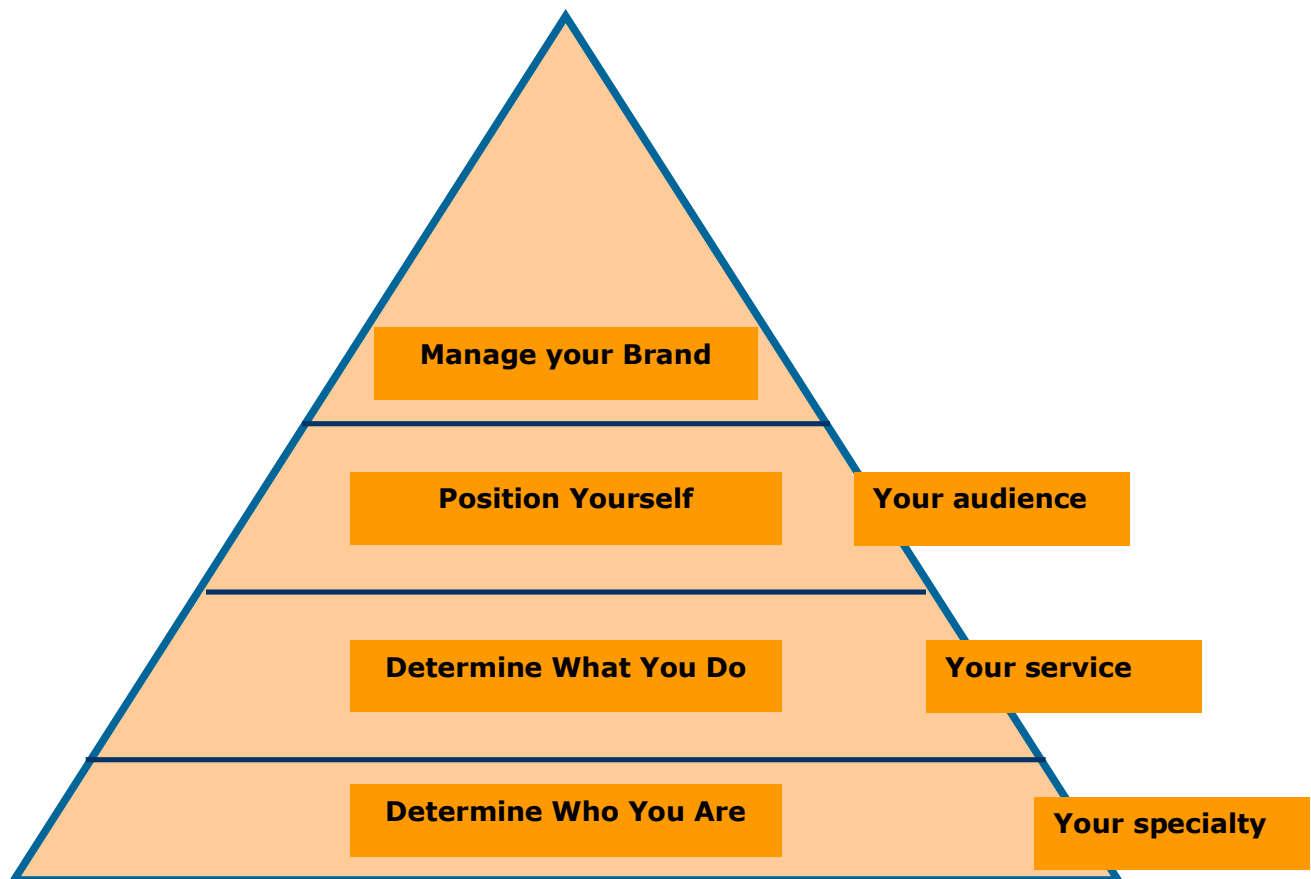 Manage your Brand
Position Yourself
Your audience
Determine What You Do
Your service
Determine Who You Are
Your specialty